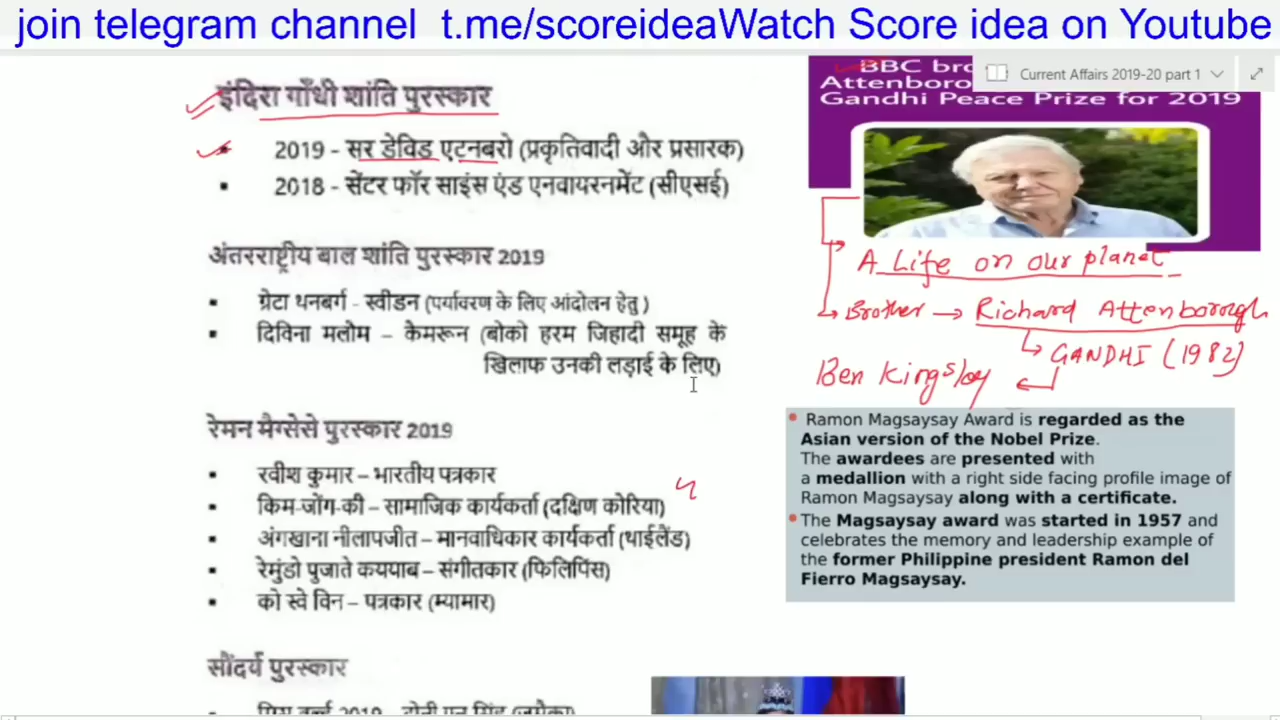 join telegram channel t.me/scoreideaWatch Score idea on Youtube
इंदिरा गाँधी शांति पुरस्कार
2019 - सर डेविड एटनबरो (प्रकृतिवादी और प्रसारक)
2018 - सेंटर फॉर साइंस एंड एनवायरनमेंट (सीएसई)
अंतरराष्ट्रीय बाल शांति पुरस्कार 2019
ग्रेटा थनबर्ग - स्वीडन (पर्यावरण के लिए आंदोलन हेतु)
दिविना मलौम – कैमरून (बोको हरम जिहादी समूह के
खिलाफ उनकी लड़ाई के लिए)
रेमन मैग्सेसे पुरस्कार 2019
रवीश कुमार – भारतीय पत्रकार
किम-जोंग-की – सामाजिक कार्यकर्ता (दक्षिण कोरिया)
अंगखाना नीलापजीत – मानवाधिकार कार्यकर्ता (थाईलैंड)
रेमुंडो पुजाते कयपाब – संगीतकार (फिलिपिंस)
को स्वे विन – पत्रकार (म्यामार)
सौंदर्य पुरस्कार
2019
BBC bro
Attenboro
Gandhi Peace Prize for 2019
Current Affairs 2019-20 part 1
A Life on our planet
Brother → Richard Attenborough
GANDHI (1982)
Ben Kingsley
Ramon Magsaysay Award is regarded as the
Asian version of the Nobel Prize.
The awardees are presented with
a medallion with a right side facing profile image of
Ramon Magsaysay along with a certificate.
The Magsaysay award was started in 1957 and
celebrates the memory and leadership example of
the former Philippine president Ramon del
Fierro Magsaysay.